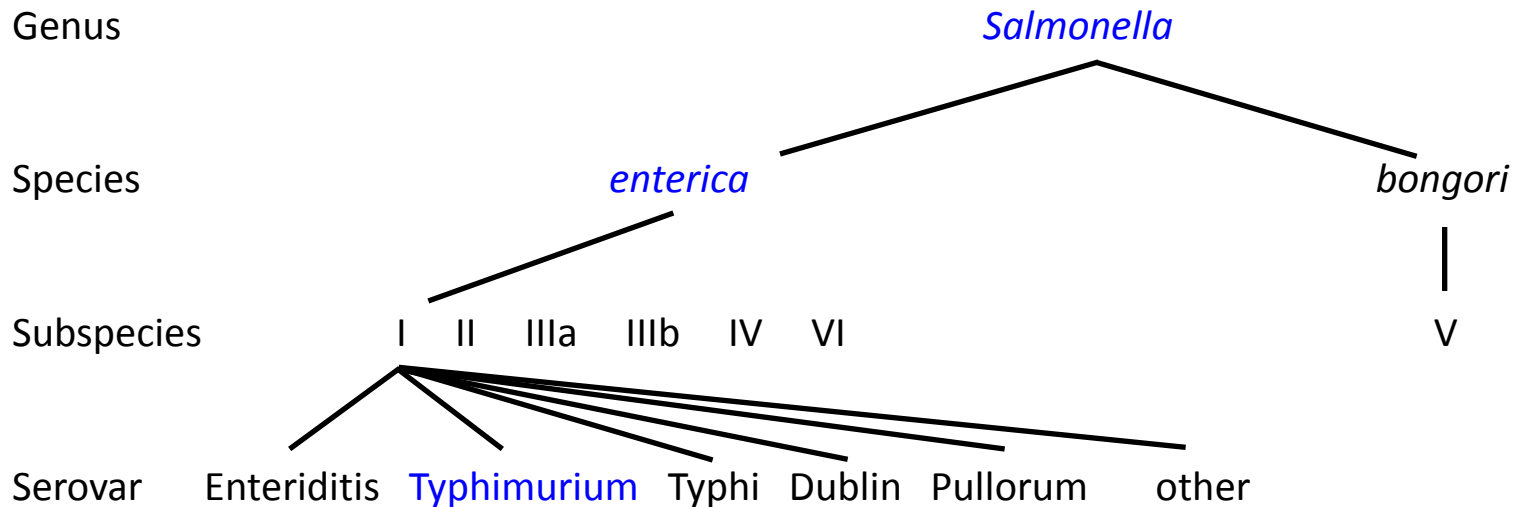 Genus Salmonella
Species enterica bongori
Subspecies I II IIIa IIIb IV VI V
Serovar Enteriditis Typhimurium Typhi Dublin Pullorum other